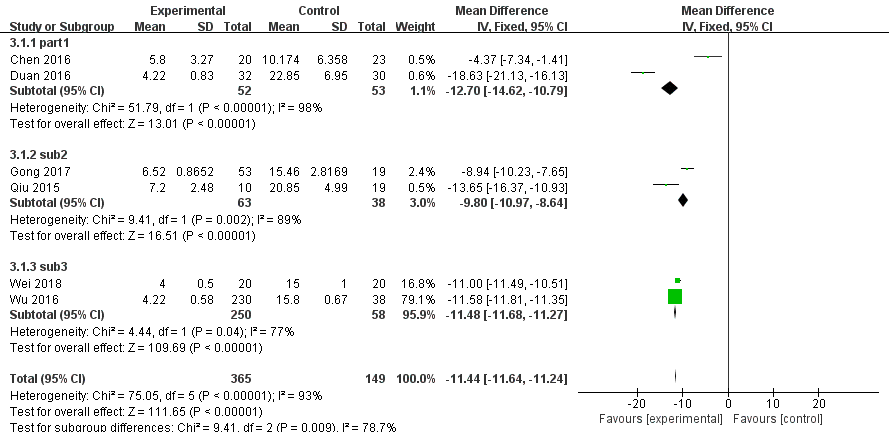 Experimental Control Mean Difference Mean Difference
Study or Subgroup Mean SD Total Mean SD Total Weight IV, Fixed, 95% CI IV, Fixed, 95% CI
3.1.1 part1
Chen 2016 5.8 3.27 20 10.174 6.358 23 0.5% -4.37 [-7.34, -1.41]
Duan 2016 4.22 0.83 32 22.85 6.95 30 0.6% -18.63 [-21.13, -16.13]
Subtotal (95% CI) 52 53 1.1% -12.70 [-14.62, -10.79]
Heterogeneity: Chi² = 51.79, df = 1 (P < 0.00001); I² = 98%
Test for overall effect: Z = 13.01 (P < 0.00001)
3.1.2 sub2
Gong 2017 6.52 0.8652 53 15.46 2.8169 19 2.4% -8.94 [-10.23, -7.65]
Qiu 2015 7.2 2.48 10 20.85 4.99 19 0.5% -13.65 [-16.37, -10.93]
Subtotal (95% CI) 63 38 3.0% -9.80 [-10.97, -8.64]
Heterogeneity: Chi² = 9.41, df = 1 (P = 0.002); I² = 89%
Test for overall effect: Z = 16.51 (P < 0.00001)
3.1.3 sub3
Wei 2018 4 0.5 20 15 1 20 16.8% -11.00 [-11.49, -10.51]
Wu 2016 4.22 0.58 230 15.8 0.67 38 79.1% -11.58 [-11.81, -11.35]
Subtotal (95% CI) 250 58 95.9% -11.48 [-11.68, -11.27]
Heterogeneity: Chi² = 4.44, df = 1 (P = 0.04); I² = 77%
Test for overall effect: Z = 109.69 (P < 0.00001)
Total (95% CI) 365 149 100.0% -11.44 [-11.64, -11.24]
Heterogeneity: Chi² = 75.05, df = 5 (P < 0.00001); I² = 93%
Test for overall effect: Z = 111.65 (P < 0.00001)
Test for subgroup differences: Chi² = 9.41, df = 2 (P = 0.009), I² = 78.7%
-20 -10 0 10 20
Favours [experimental] Favours [control]